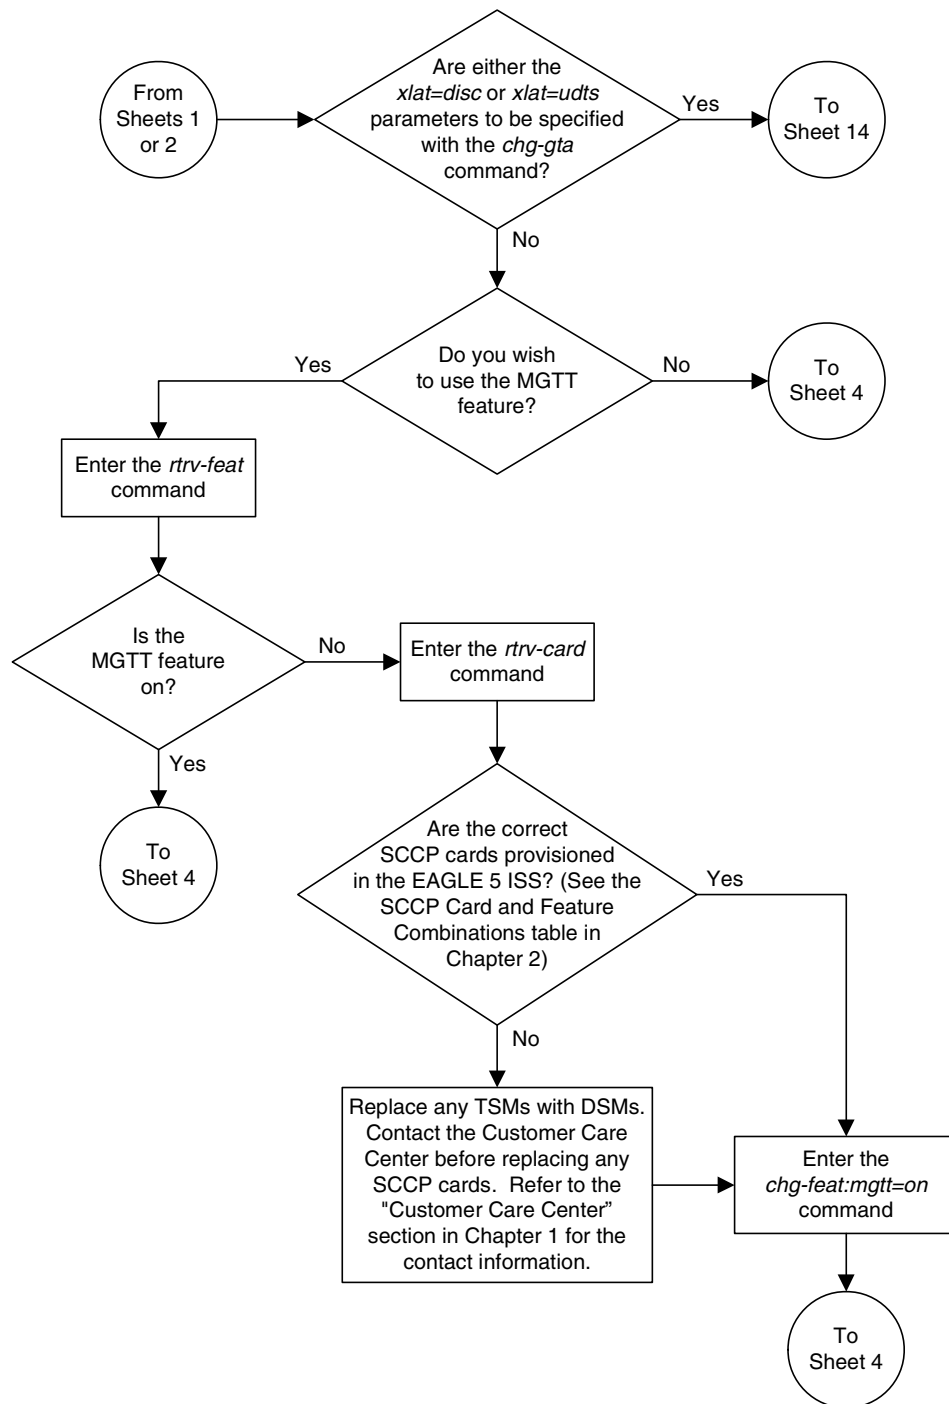 From
Sheets 1
or 2
Are either the
xlat=disc or xlat=udts
parameters to be specified
with the chg-gta
command?
Yes
To
Sheet 14
No
Do you wish
to use the MGTT
feature?
Yes
No
To
Sheet 4
Enter the rtrv-feat
command
Is the
MGTT feature
on?
No
Enter the rtrv-card
command
Yes
To
Sheet 4
Are the correct
SCCP cards provisioned
in the EAGLE 5 ISS? (See the
SCCP Card and Feature
Combinations table in
Chapter 2)
Yes
No
Replace any TSMs with DSMs.
Contact the Customer Care
Center before replacing any
SCCP cards.  Refer to the
"Customer Care Center”
section in Chapter 1 for the
contact information.
Enter the
chg-feat:mgtt=on
command
To
Sheet 4